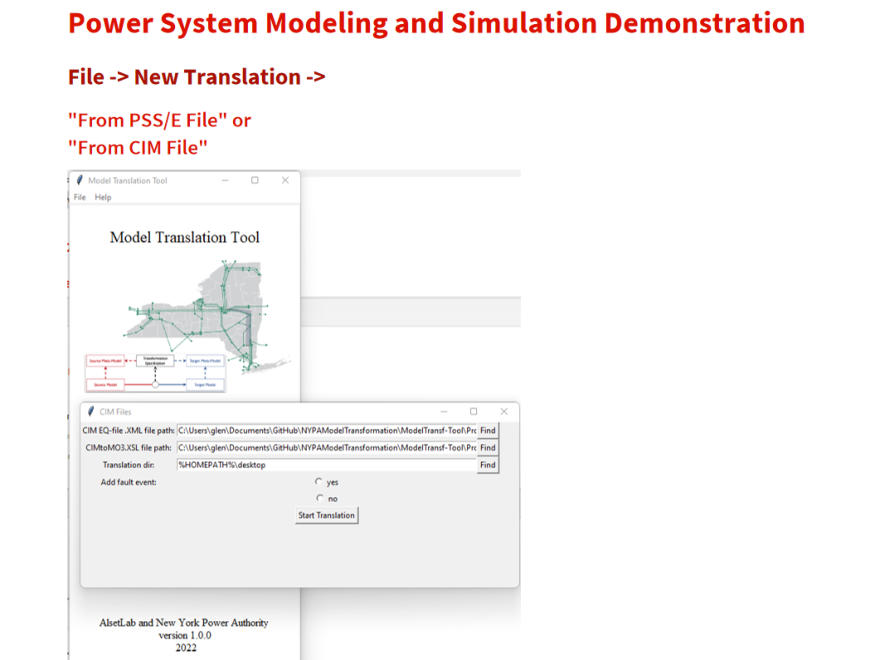 Power System Modeling and Simulation Demonstration
File -> New Translation ->
"From PSS/E File" or
"From CIM File"
Model Translation Tool
File Help
Model Translation Tool
Source Meta-Model
Transformation
Specification
Target Meta-Model
Source Model
Target Model
CIM Files
CIM EQ-file .XML file path: C:\Users\glen\Documents\GitHub\NYPAModelTransformation\ModelTransf-Tool\Prc Find
CIMtoMO3.XSL file path: C:\Users\glen\Documents\GitHub\NYPAModelTransformation\ModelTransf-Tool\Prc Find
Translation dir: %HOMEPATH%\desktop Find
Add fault event: yes
no
Start Translation
AlsetLab and New York Power Authority
version 1.0.0
2022